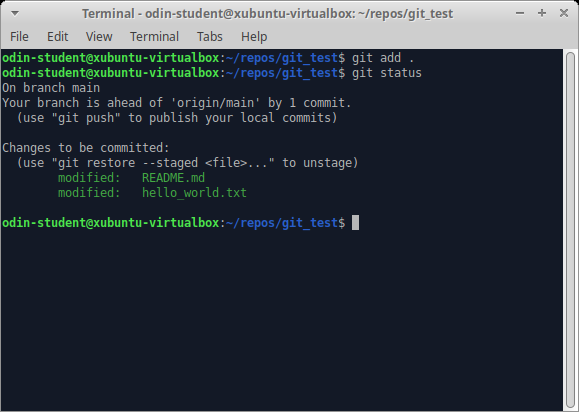 Terminal - odin-student@xubuntu-virtualbox: ~/repos/git_test
File Edit View Terminal Tabs Help
odin-student@xubuntu-virtualbox:~/repos/git_test$ git add .
odin-student@xubuntu-virtualbox:~/repos/git_test$ git status
On branch main
Your branch is ahead of 'origin/main' by 1 commit.
  (use "git push" to publish your local commits)

Changes to be committed:
  (use "git restore --staged <file>..." to unstage)
        modified:   README.md
        modified:   hello_world.txt

odin-student@xubuntu-virtualbox:~/repos/git_test$